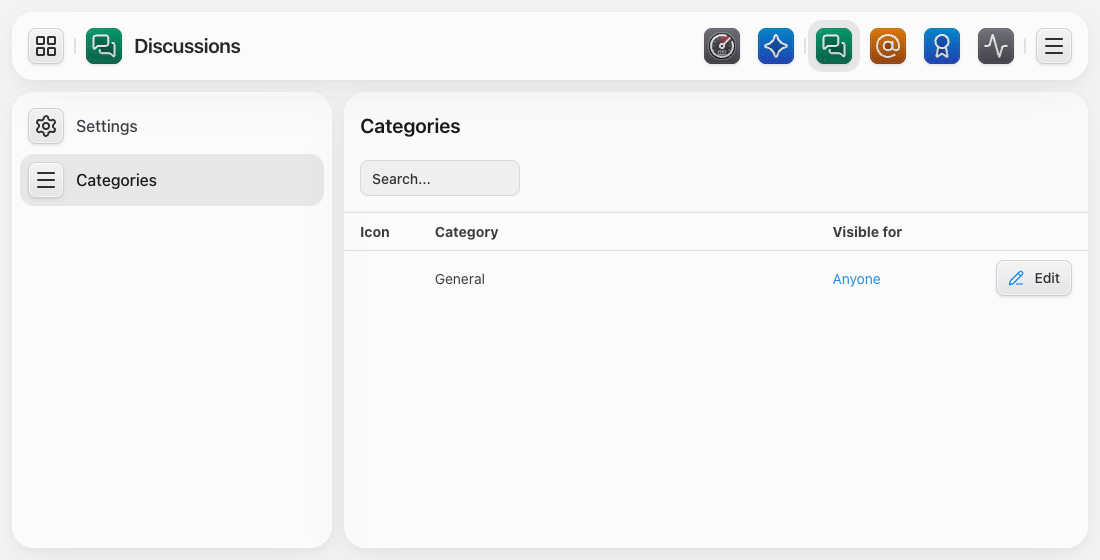 Discussions
Settings
Categories
Categories
Search...
Icon Category Visible for
General Anyone Edit